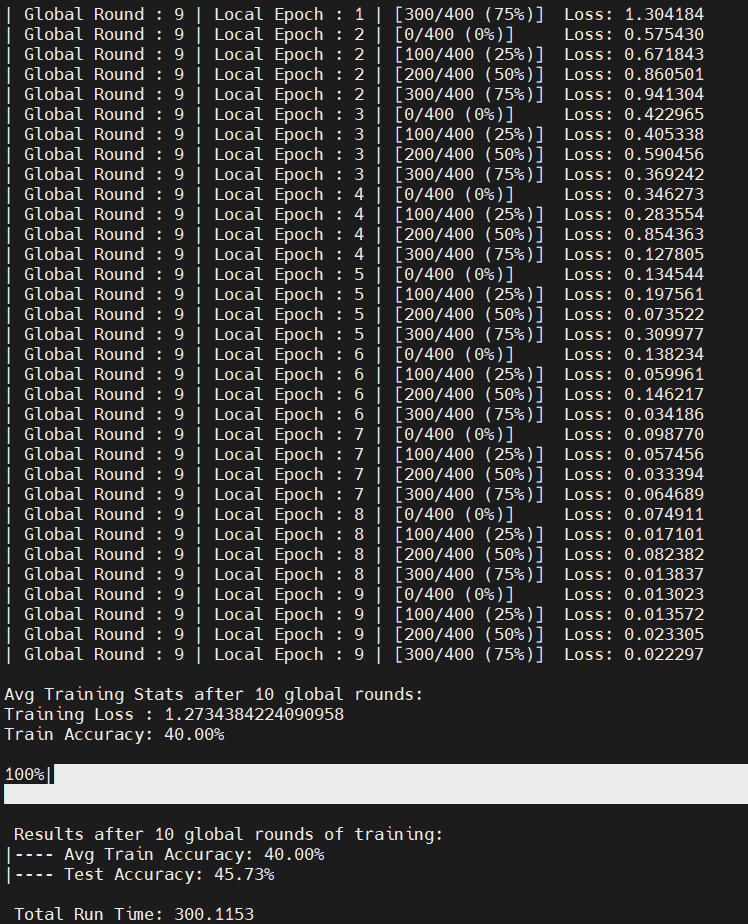 | Global Round : 9 | Local Epoch : 1 | [300/400 (75%)]  Loss: 1.304184
| Global Round : 9 | Local Epoch : 2 | [0/400 (0%)]     Loss: 0.575430
| Global Round : 9 | Local Epoch : 2 | [100/400 (25%)]  Loss: 0.671843
| Global Round : 9 | Local Epoch : 2 | [200/400 (50%)]  Loss: 0.860501
| Global Round : 9 | Local Epoch : 2 | [300/400 (75%)]  Loss: 0.941304
| Global Round : 9 | Local Epoch : 3 | [0/400 (0%)]     Loss: 0.422965
| Global Round : 9 | Local Epoch : 3 | [100/400 (25%)]  Loss: 0.405338
| Global Round : 9 | Local Epoch : 3 | [200/400 (50%)]  Loss: 0.590456
| Global Round : 9 | Local Epoch : 3 | [300/400 (75%)]  Loss: 0.369242
| Global Round : 9 | Local Epoch : 4 | [0/400 (0%)]     Loss: 0.346273
| Global Round : 9 | Local Epoch : 4 | [100/400 (25%)]  Loss: 0.283554
| Global Round : 9 | Local Epoch : 4 | [200/400 (50%)]  Loss: 0.854363
| Global Round : 9 | Local Epoch : 4 | [300/400 (75%)]  Loss: 0.127805
| Global Round : 9 | Local Epoch : 5 | [0/400 (0%)]     Loss: 0.134544
| Global Round : 9 | Local Epoch : 5 | [100/400 (25%)]  Loss: 0.197561
| Global Round : 9 | Local Epoch : 5 | [200/400 (50%)]  Loss: 0.073522
| Global Round : 9 | Local Epoch : 5 | [300/400 (75%)]  Loss: 0.309977
| Global Round : 9 | Local Epoch : 6 | [0/400 (0%)]     Loss: 0.138234
| Global Round : 9 | Local Epoch : 6 | [100/400 (25%)]  Loss: 0.059961
| Global Round : 9 | Local Epoch : 6 | [200/400 (50%)]  Loss: 0.146217
| Global Round : 9 | Local Epoch : 6 | [300/400 (75%)]  Loss: 0.034186
| Global Round : 9 | Local Epoch : 7 | [0/400 (0%)]     Loss: 0.098770
| Global Round : 9 | Local Epoch : 7 | [100/400 (25%)]  Loss: 0.057456
| Global Round : 9 | Local Epoch : 7 | [200/400 (50%)]  Loss: 0.033394
| Global Round : 9 | Local Epoch : 7 | [300/400 (75%)]  Loss: 0.064689
| Global Round : 9 | Local Epoch : 8 | [0/400 (0%)]     Loss: 0.074911
| Global Round : 9 | Local Epoch : 8 | [100/400 (25%)]  Loss: 0.017101
| Global Round : 9 | Local Epoch : 8 | [200/400 (50%)]  Loss: 0.082382
| Global Round : 9 | Local Epoch : 8 | [300/400 (75%)]  Loss: 0.013837
| Global Round : 9 | Local Epoch : 9 | [0/400 (0%)]     Loss: 0.013023
| Global Round : 9 | Local Epoch : 9 | [100/400 (25%)]  Loss: 0.013572
| Global Round : 9 | Local Epoch : 9 | [200/400 (50%)]  Loss: 0.023305
| Global Round : 9 | Local Epoch : 9 | [300/400 (75%)]  Loss: 0.022297
Avg Training Stats after 10 global rounds:
Training Loss : 1.2734384224090958
Train Accuracy: 40.00%
100%|
Results after 10 global rounds of training:
|---- Avg Train Accuracy: 40.00%
|---- Test Accuracy: 45.73%
Total Run Time: 300.1153